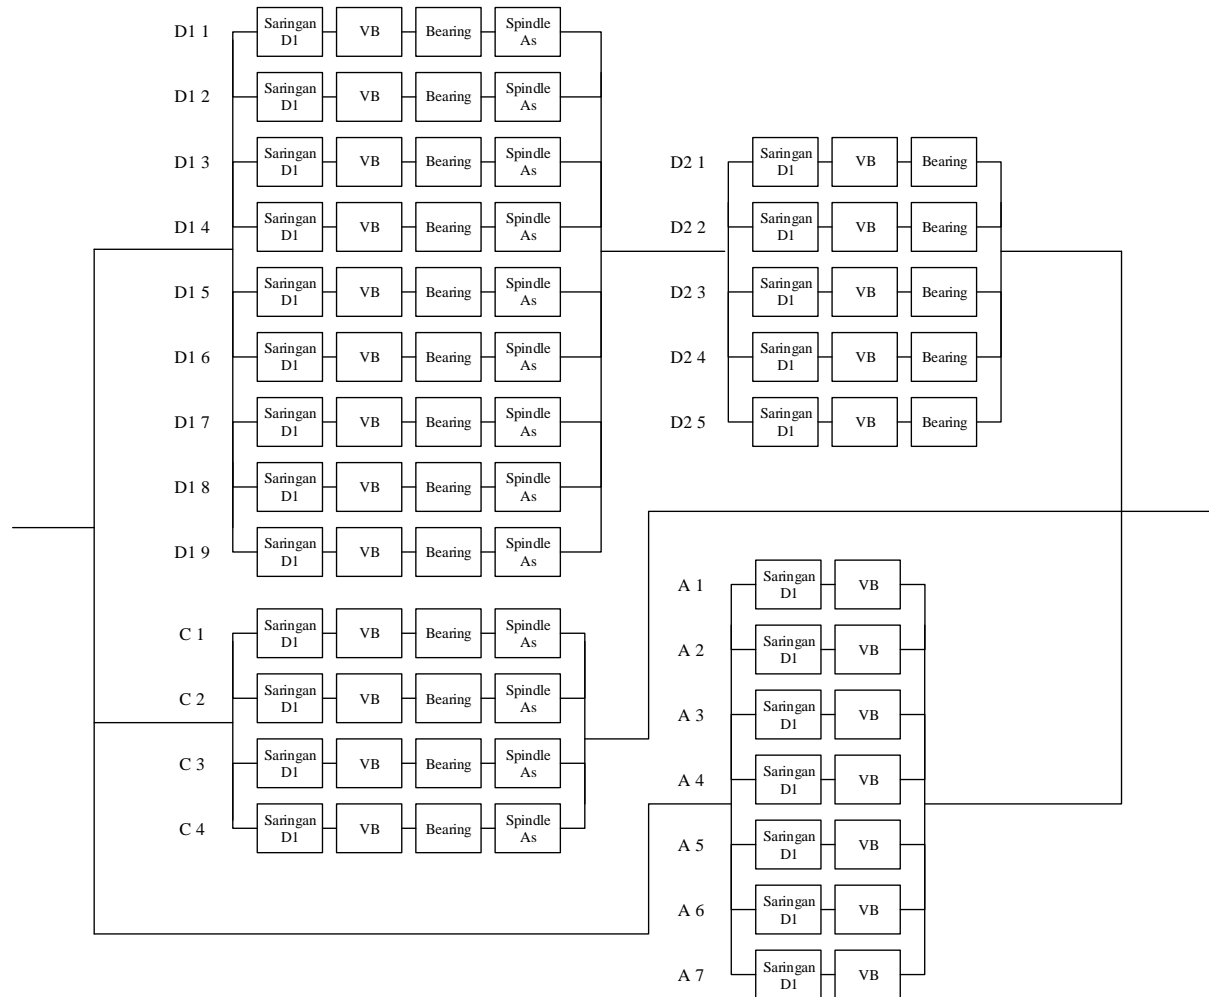 D1 1
Saringan
D1
VB
Bearing
Spindle
As
D1 2
Saringan
D1
VB
Bearing
Spindle
As
D1 3
Saringan
D1
VB
Bearing
Spindle
As
D1 4
Saringan
D1
VB
Bearing
Spindle
As
D1 5
Saringan
D1
VB
Bearing
Spindle
As
D1 6
Saringan
D1
VB
Bearing
Spindle
As
D1 7
Saringan
D1
VB
Bearing
Spindle
As
D1 8
Saringan
D1
VB
Bearing
Spindle
As
D1 9
Saringan
D1
VB
Bearing
Spindle
As
D2 1
Saringan
D1
VB
Bearing
D2 2
Saringan
D1
VB
Bearing
D2 3
Saringan
D1
VB
Bearing
D2 4
Saringan
D1
VB
Bearing
D2 5
Saringan
D1
VB
Bearing
C 1
Saringan
D1
VB
Bearing
Spindle
As
C 2
Saringan
D1
VB
Bearing
Spindle
As
C 3
Saringan
D1
VB
Bearing
Spindle
As
C 4
Saringan
D1
VB
Bearing
Spindle
As
A 1
Saringan
D1
VB
A 2
Saringan
D1
VB
A 3
Saringan
D1
VB
A 4
Saringan
D1
VB
A 5
Saringan
D1
VB
A 6
Saringan
D1
VB
A 7
Saringan
D1
VB